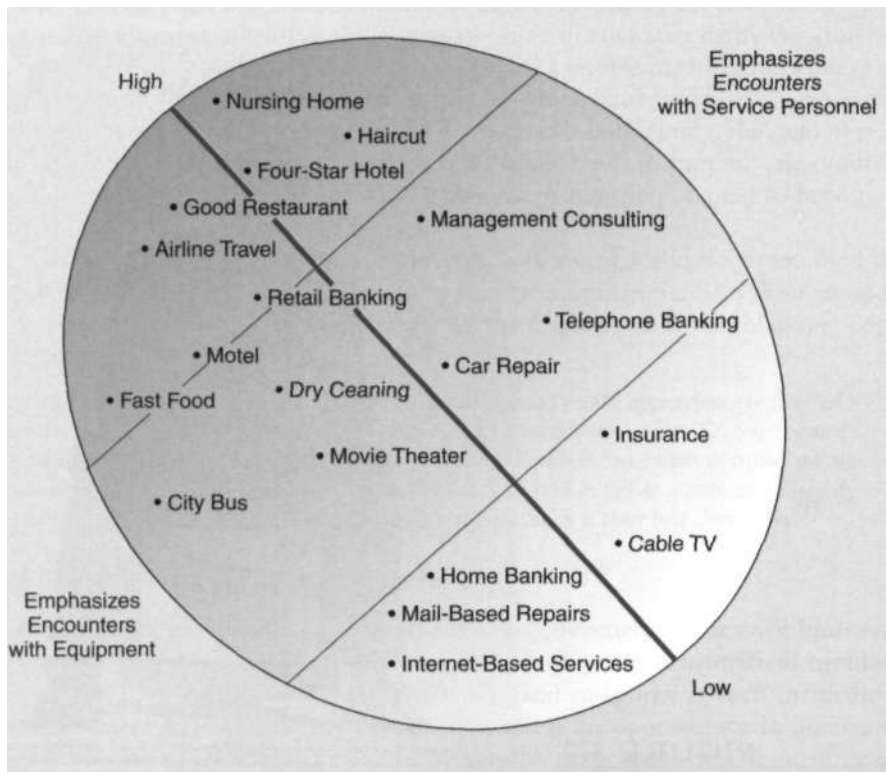 High
Emphasizes
Encounters
with Service Personnel
Nursing Home
Haircut
Four-Star Hotel
Good Restaurant
Management Consulting
Airline Travel
Retail Banking
Telephone Banking
Motel
Car Repair
Dry Ceaning
Fast Food
Insurance
Movie Theater
City Bus
Cable TV
Home Banking
Emphasizes
Encounters
with Equipment
Mail-Based Repairs
Internet-Based Services
Low